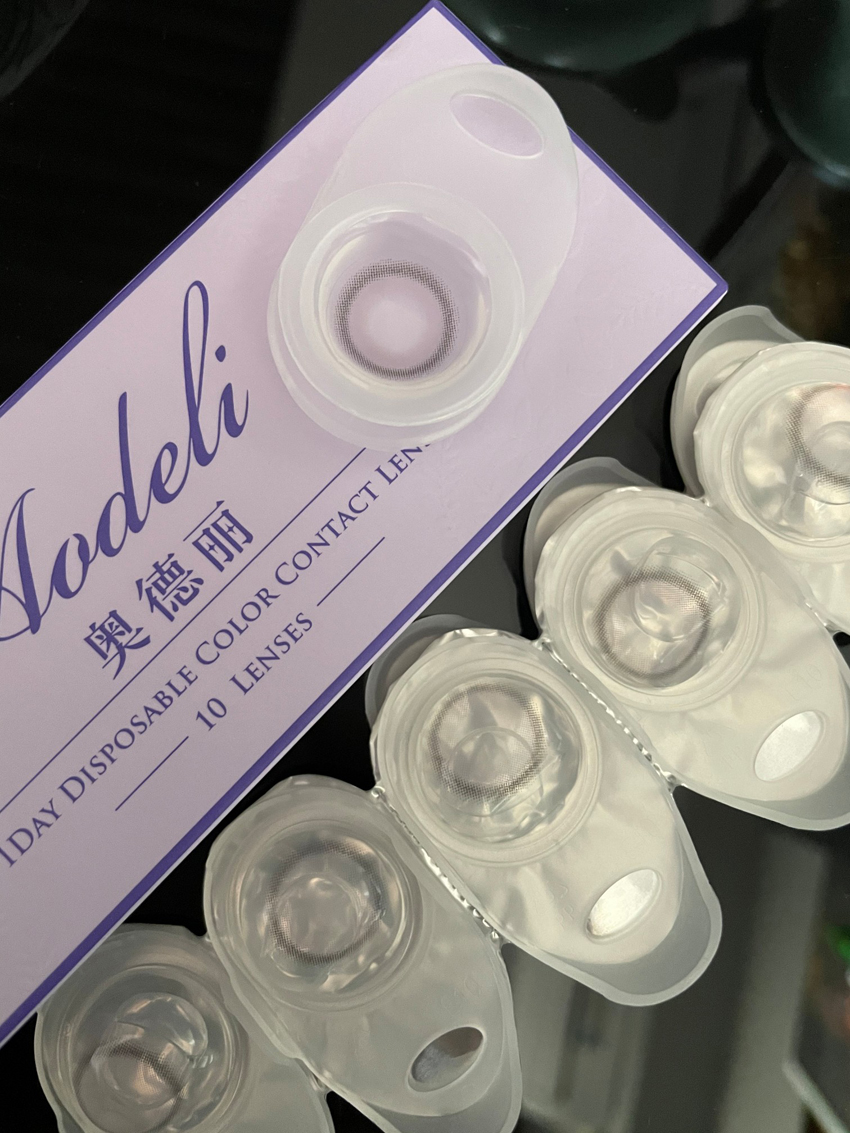 Aodeli
奥德丽
1DAY DISPOSABLE COLOR CONTACT LENS
10 LENSES